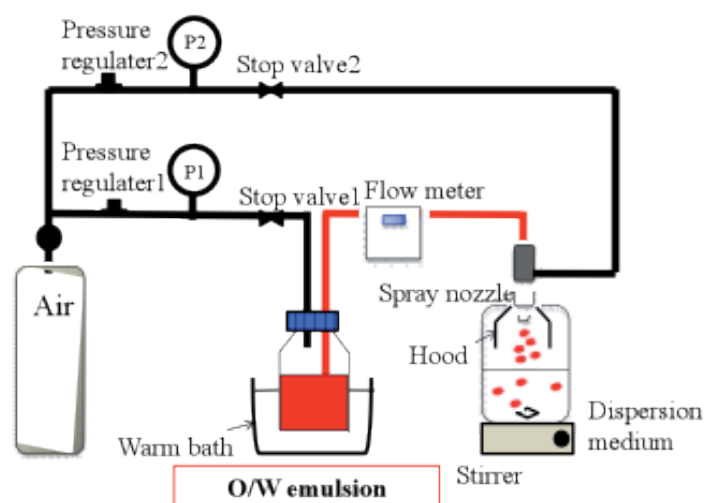 Pressure
regulater2
P2
Stop valve2
Pressure
regulater1
P1
Stop valve1
Flow meter
Air
Spray nozzle
Hood
Warm bath
Dispersion
medium
Stirrer
O/W emulsion